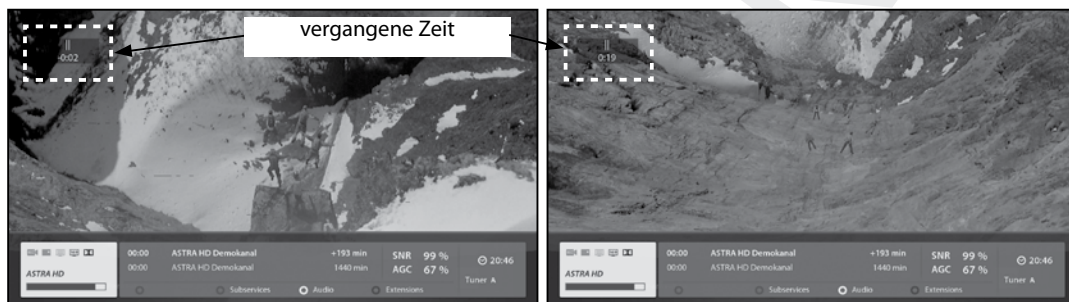 vergangene Zeit
-0:02
0:19
00:00 ASTRA HD Demokanal +193 min SNR 99 %
00:00 ASTRA HD Demokanal 1440 min AGC 67 %
20:46
ASTRA HD
Tuner A
Subservices Audio Extensions
00:00 ASTRA HD Demokanal +193 min SNR 99 %
00:00 ASTRA HD Demokanal 1440 min AGC 67 %
20:46
ASTRA HD
Tuner A
Subservices Audio Extensions